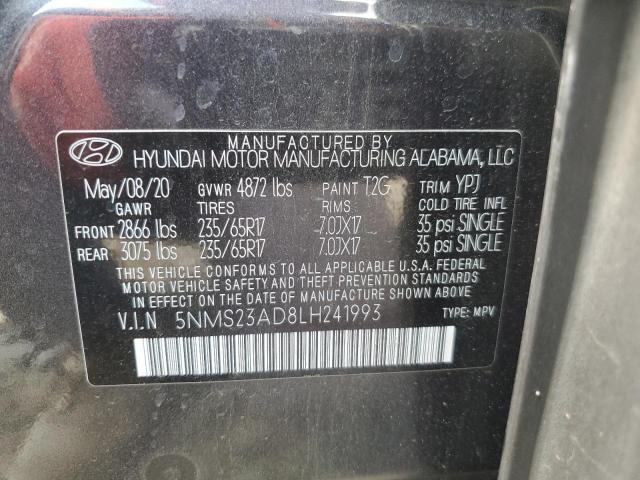 MANUFACTURED BY
HYUNDAI MOTOR MANUFACTURING ALABAMA, LLC
May/08/20 GVWR 4872 lbs PAINT T2G TRIM YPJ
GAWR TIRES RIMS COLD TIRE INFL
FRONT 2866 lbs 235/65R17 7.0JX17 35 psi SINGLE
REAR 3075 lbs 235/65R17 7.0JX17 35 psi SINGLE
THIS VEHICLE CONFORMS TO ALL APPLICABLE U.S.A. FEDERAL
MOTOR VEHICLE SAFETY AND THEFT PREVENTION STANDARDS
IN EFFECT ON THE DATE OF MANUFACTURE SHOWN ABOVE.
V.I.N 5NMS23AD8LH241993 TYPE: MPV